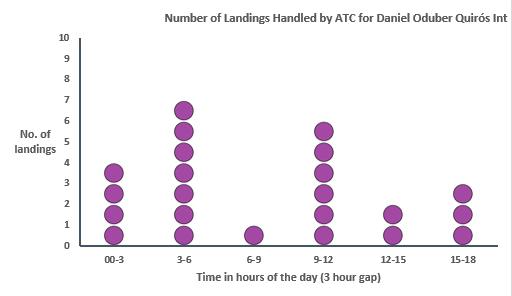 Number of Landings Handled by ATC for Daniel Oduber Quirós Int
10
9
8
7
6
5
4
3
2
1
0
No. of
landings
00-3 3-6 6-9 9-12 12-15 15-18
Time in hours of the day (3 hour gap)